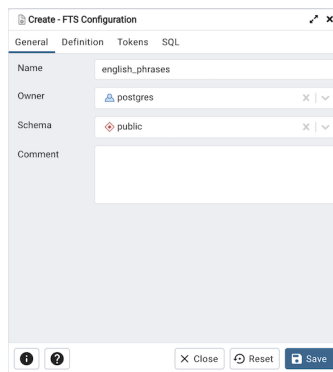 Create - FTS Configuration
General Definition Tokens SQL
Name english_phrases
Owner postgres
Schema public
Comment
Close Reset Save